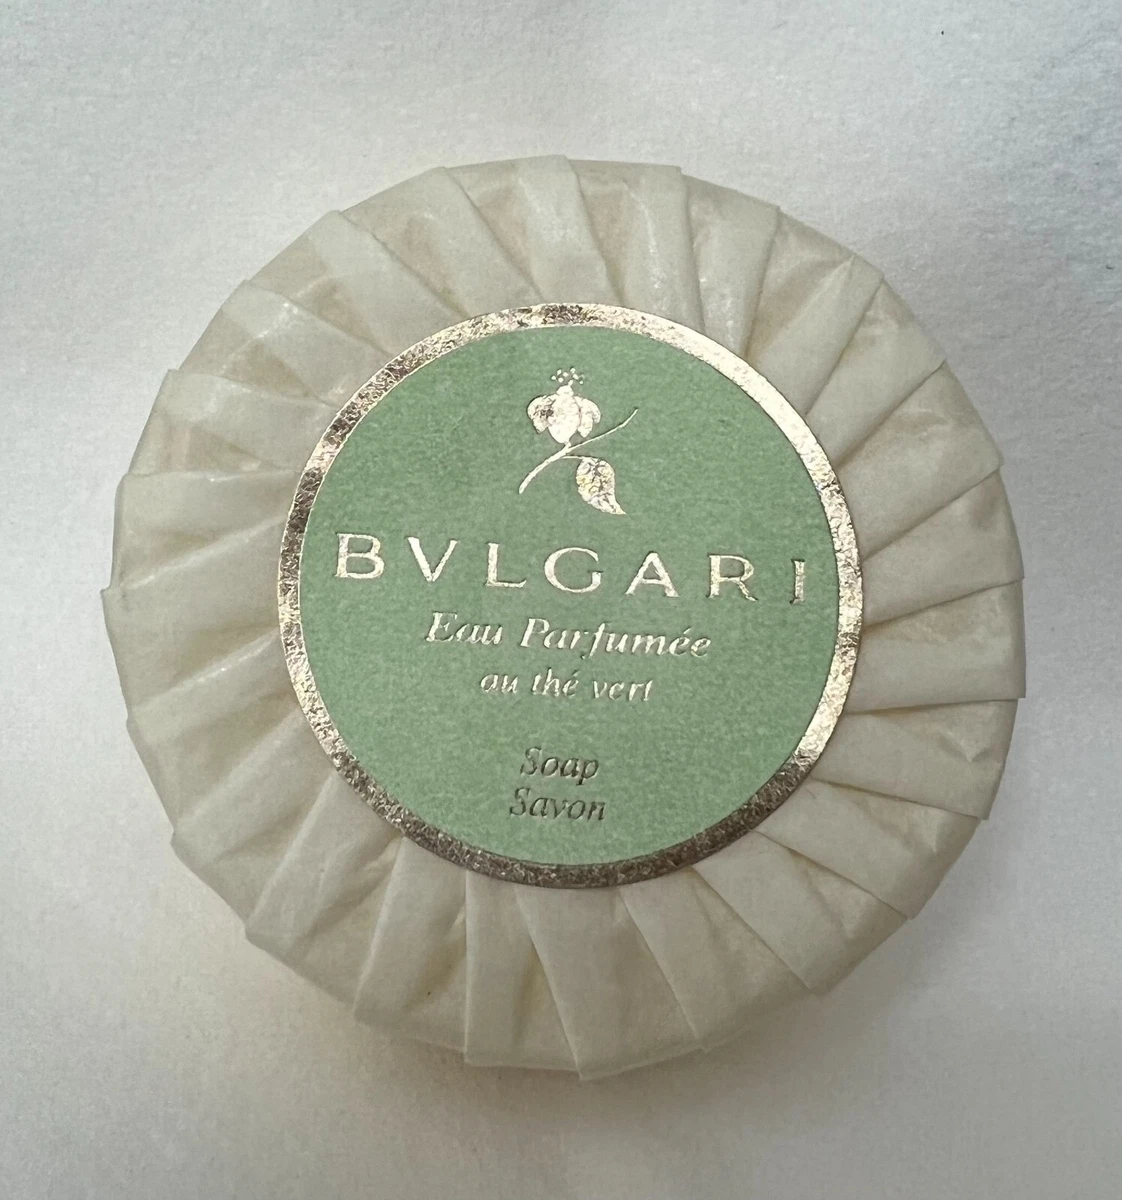 BVLGARI
Eau Parfumée
au thé vert
Soap
Savon